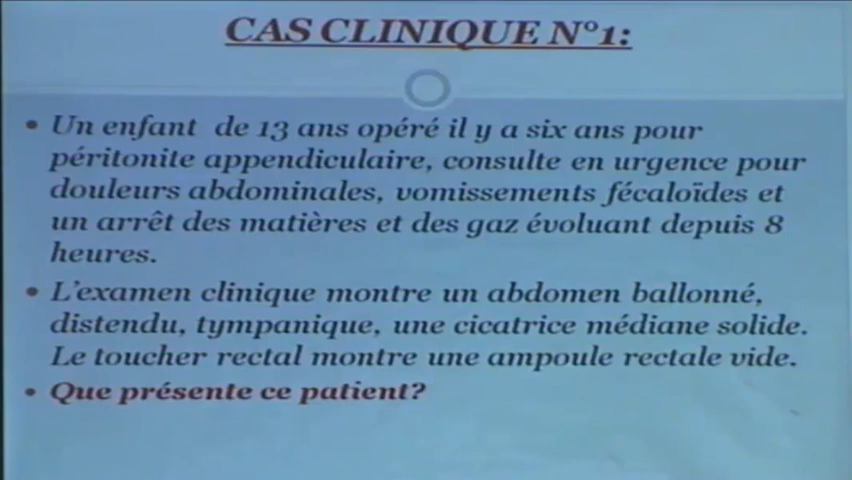 CAS CLINIQUE N°1:
• Un enfant de 13 ans opéré il y a six ans pour
péritonite appendiculaire, consulte en urgence pour
douleurs abdominales, vomissements fécaloïdes et
un arrêt des matières et des gaz évoluant depuis 8
heures.
• L'examen clinique montre un abdomen ballonné,
distendu, tympanique, une cicatrice médiane solide.
Le toucher rectal montre une ampoule rectale vide.
• Que présente ce patient?